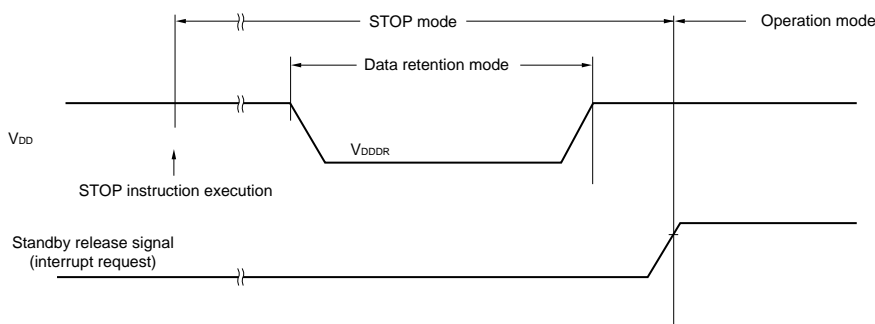 STOP mode
Operation mode
Data retention mode
VDD
VDDDR
STOP instruction execution
Standby release signal
(interrupt request)